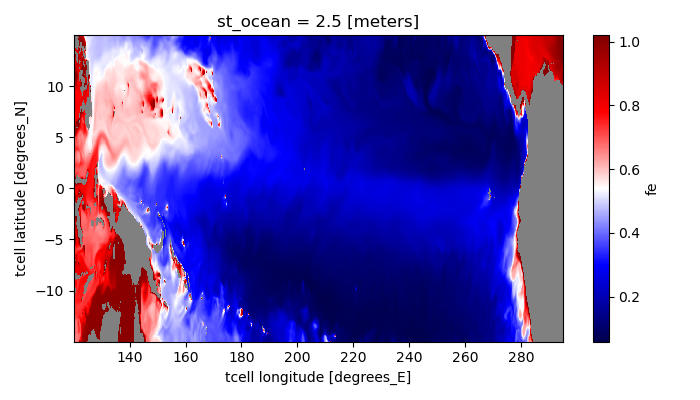 st_ocean = 2.5 [meters]
10
5
0
−5
−10
tcell latitude [degrees_N]
140 160 180 200 220 240 260 280
tcell longitude [degrees_E]
1.0
0.8
0.6
0.4
0.2
fe